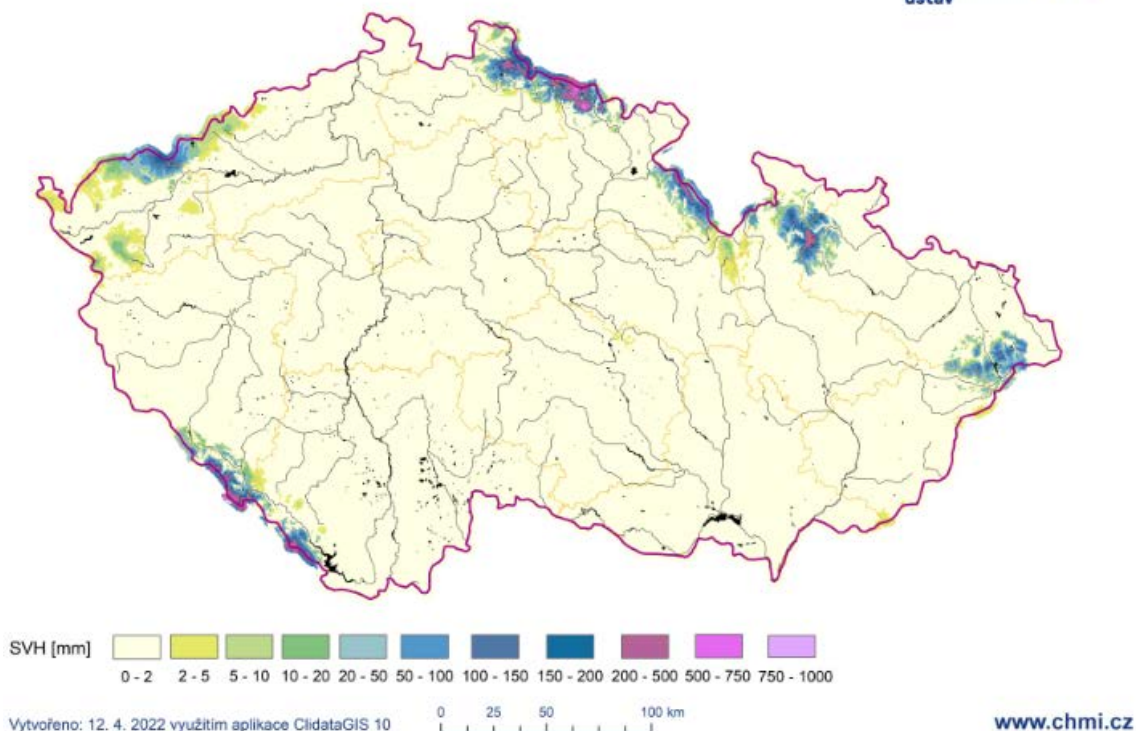 ústav
SVH [mm]
0 - 2 2 - 5 5 - 10 10 - 20 20 - 50 50 - 100 100 - 150 150 - 200 200 - 500 500 - 750 750 - 1000
Vytvořeno: 12. 4. 2022 využitím aplikace ClidataGIS 10
0 25 50 100 km
www.chmi.cz